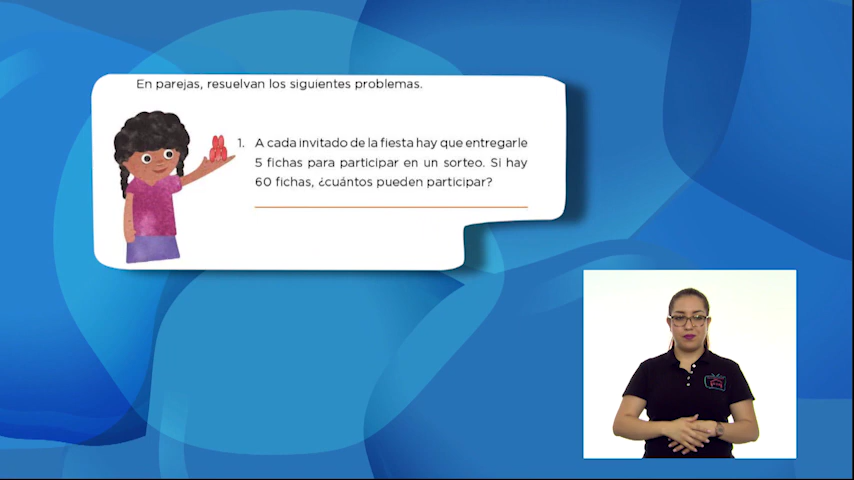 En parejas, resuelvan los siguientes problemas.
1. A cada invitado de la fiesta hay que entregarle
5 fichas para participar en un sorteo. Si hay
60 fichas, ¿cuántos pueden participar?